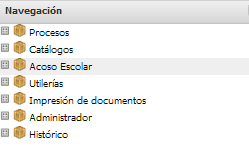 Navegación
Procesos
Catálogos
Acoso Escolar
Utilerías
Impresión de documentos
Administrador
Histórico